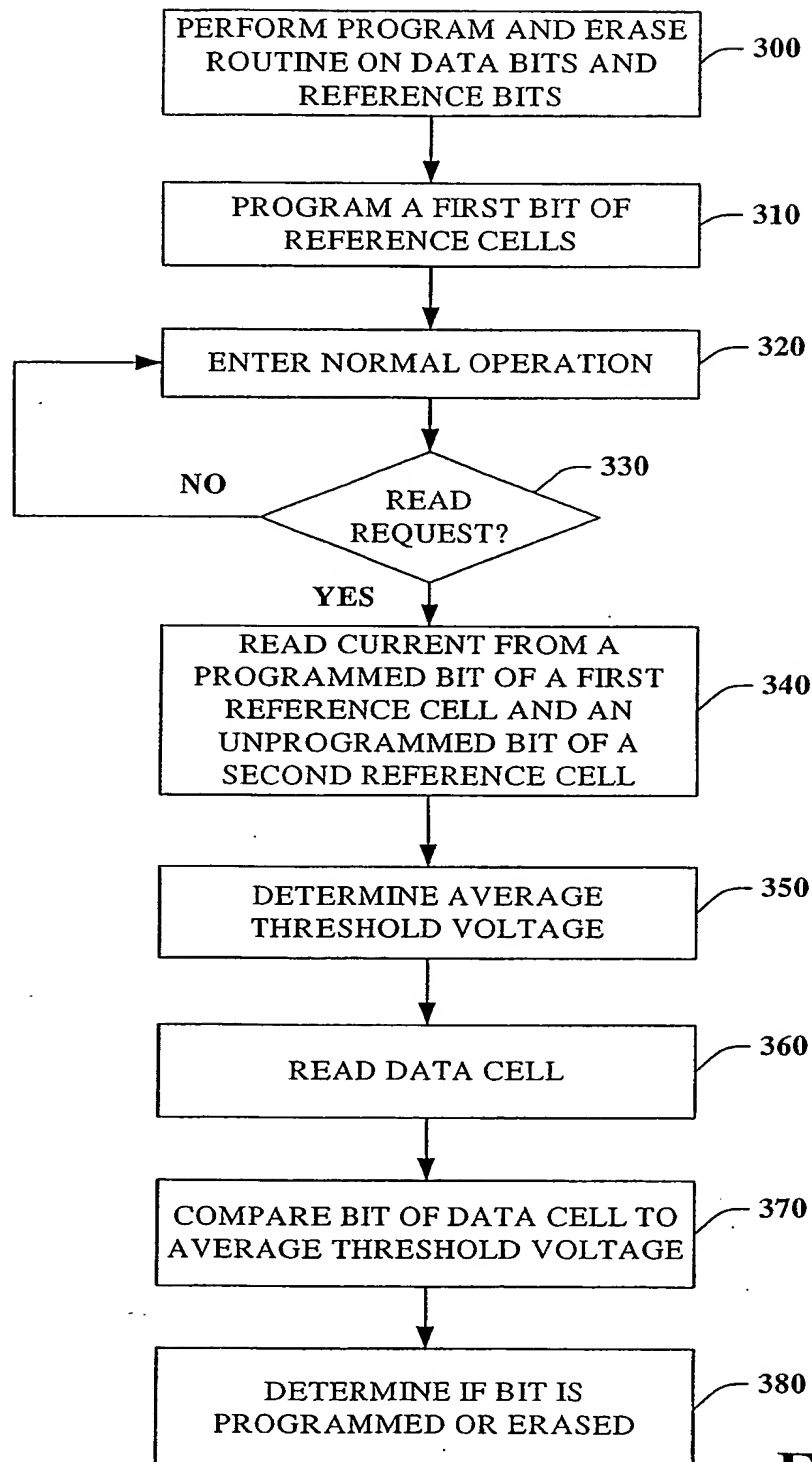 PERFORM PROGRAM AND ERASE
ROUTINE ON DATA BITS AND
REFERENCE BITS
300
PROGRAM A FIRST BIT OF
REFERENCE CELLS
310
ENTER NORMAL OPERATION
320
READ
REQUEST?
330
NO
YES
READ CURRENT FROM A
PROGRAMMED BIT OF A FIRST
REFERENCE CELL AND AN
UNPROGRAMMED BIT OF A
SECOND REFERENCE CELL
340
DETERMINE AVERAGE
THRESHOLD VOLTAGE
350
READ DATA CELL
360
COMPARE BIT OF DATA CELL TO
AVERAGE THRESHOLD VOLTAGE
370
DETERMINE IF BIT IS
PROGRAMMED OR ERASED
380